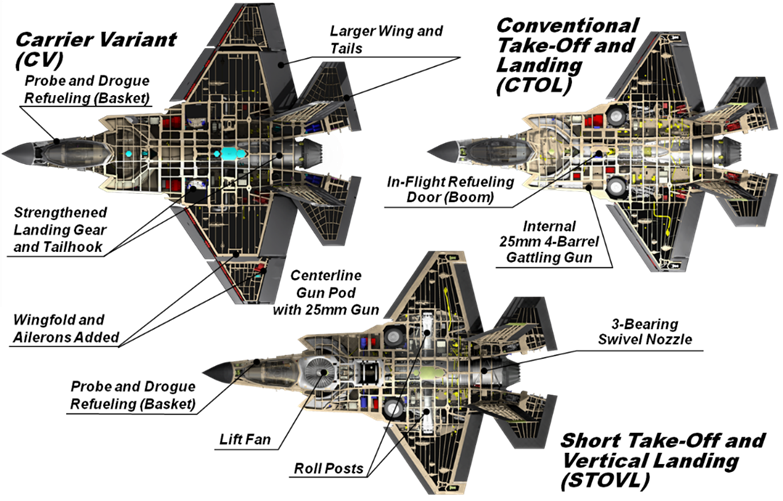 Carrier Variant
(CV)
Probe and Drogue
Refueling (Basket)
Larger Wing and
Tails
Strengthened
Landing Gear
and Tailhook
Wingfold and
Ailerons Added
Conventional
Take-Off and
Landing
(CTOL)
In-Flight Refueling
Door (Boom)
Internal
25mm 4-Barrel
Gattling Gun
Centerline
Gun Pod
with 25mm Gun
3-Bearing
Swivel Nozzle
Probe and Drogue
Refueling (Basket)
Lift Fan
Roll Posts
Short Take-Off and
Vertical Landing
(STOVL)